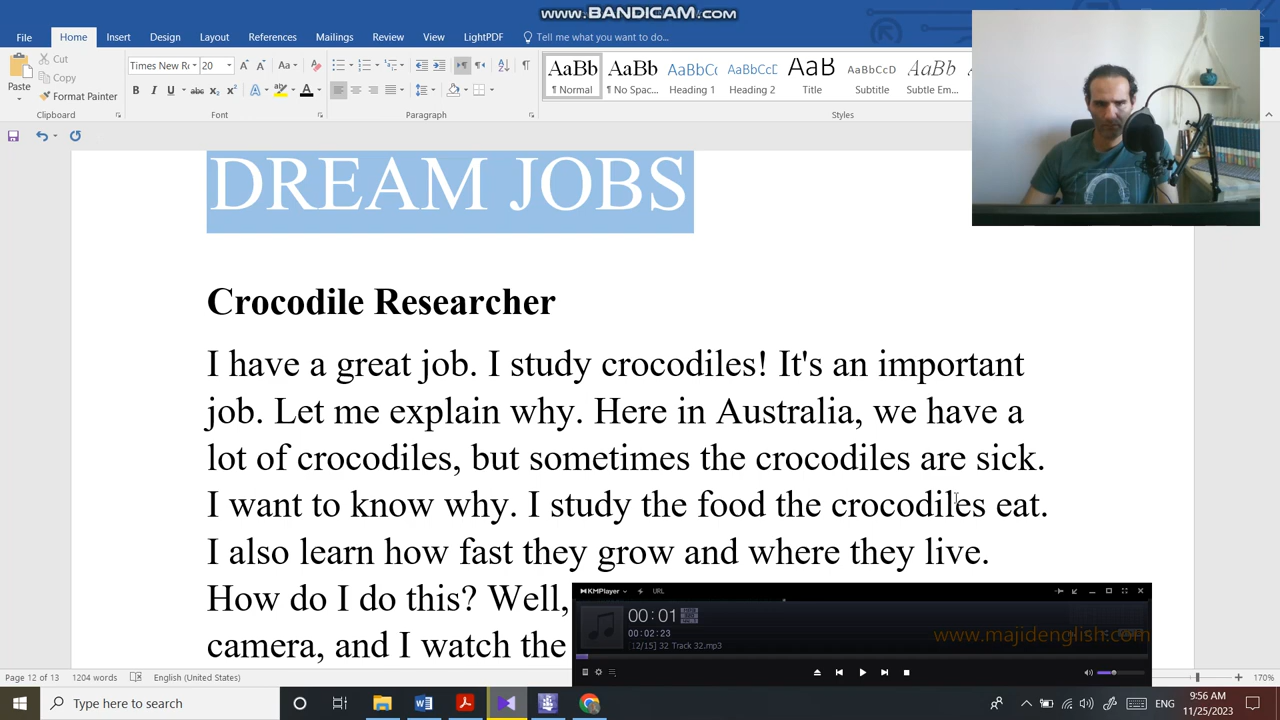 www.BANDICAM.com
File Home Insert Design Layout References Mailings Review View LightPDF Tell me what you want to do...
Cut
Copy
Paste
Format Painter
Clipboard
Times New Ro 20
Font
Paragraph
AaBb AaBb AaBbCc AaBbCcD AaB AaBbCcD AaBbCc
¶ Normal ¶ No Spac... Heading 1 Heading 2 Title Subtitle Subtle Em...
Styles
DREAM JOBS
Crocodile Researcher
I have a great job. I study crocodiles! It's an important
job. Let me explain why. Here in Australia, we have a
lot of crocodiles, but sometimes the crocodiles are sick.
I want to know why. I study the food the crocodiles eat.
I also learn how fast they grow and where they live.
How do I do this? Well,
camera, and I watch the
KMPlayer URL
00:01
00:02:23
[12/15] 32 Track 32.mp3
www.majidenglish.com
Page 12 of 13 1204 words English (United States) 170%
Type here to search
ENG
9:56 AM
11/25/2023